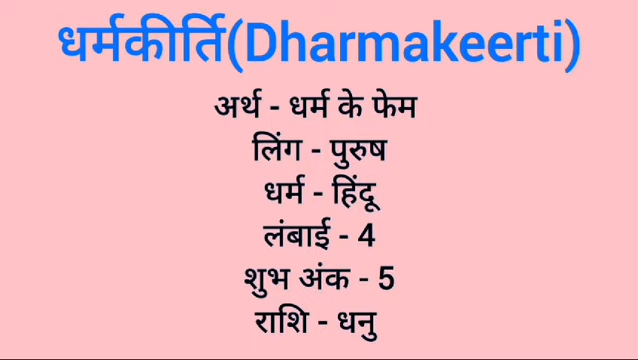 धर्मकीर्ति(Dharmakeerti)
अर्थ - धर्म के फेम
लिंग - पुरुष
धर्म - हिंदू
लंबाई - 4
शुभ अंक - 5
राशि - धनु